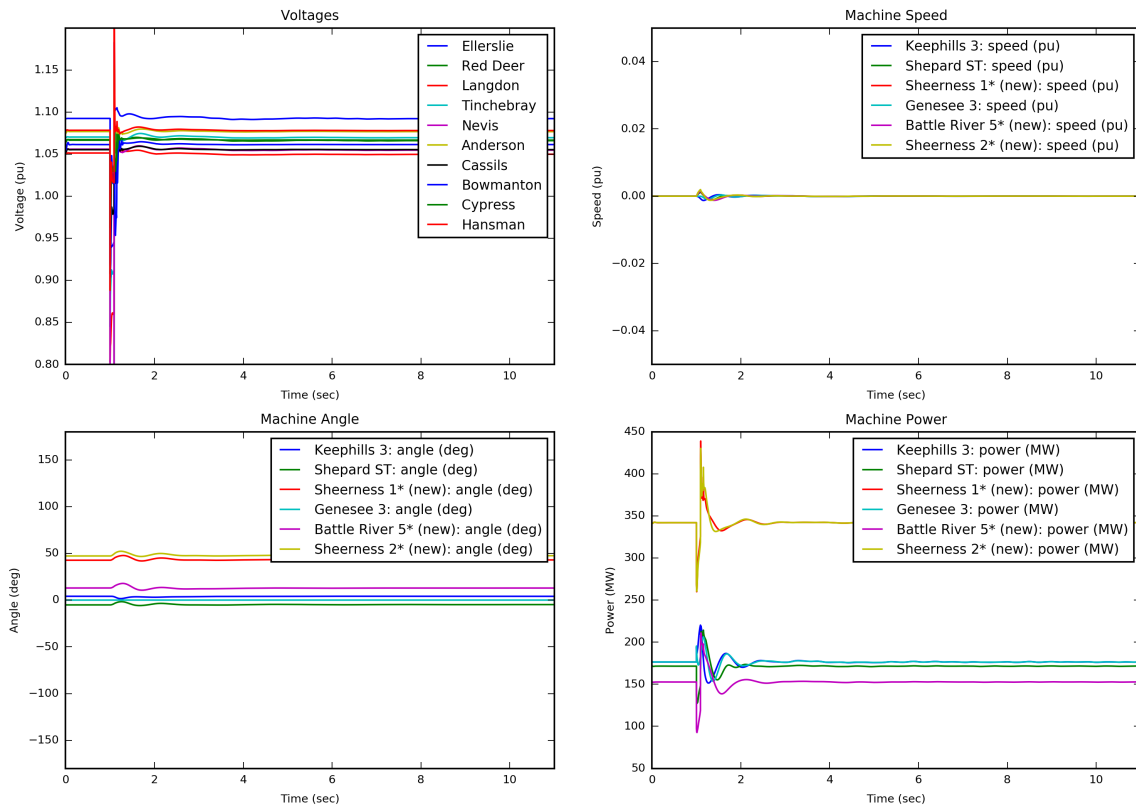 Voltages
Voltage (pu)
1.15
1.10
1.05
1.00
0.95
0.90
0.85
0.80
0
2
4
6
8
10
Time (sec)
Ellerslie
Red Deer
Langdon
Tinchebray
Nevis
Anderson
Cassils
Bowmanton
Cypress
Hansman
Machine Speed
Speed (pu)
0.04
0.02
0.00
−0.02
−0.04
0
2
4
6
8
10
Time (sec)
Keephills 3: speed (pu)
Shepard ST: speed (pu)
Sheerness 1* (new): speed (pu)
Genesee 3: speed (pu)
Battle River 5* (new): speed (pu)
Sheerness 2* (new): speed (pu)
Machine Angle
Angle (deg)
150
100
50
0
−50
−100
−150
0
2
4
6
8
10
Time (sec)
Keephills 3: angle (deg)
Shepard ST: angle (deg)
Sheerness 1* (new): angle (deg)
Genesee 3: angle (deg)
Battle River 5* (new): angle (deg)
Sheerness 2* (new): angle (deg)
Machine Power
Power (MW)
450
400
350
300
250
200
150
100
50
0
2
4
6
8
10
Time (sec)
Keephills 3: power (MW)
Shepard ST: power (MW)
Sheerness 1* (new): power (MW)
Genesee 3: power (MW)
Battle River 5* (new): power (MW)
Sheerness 2* (new): power (MW)